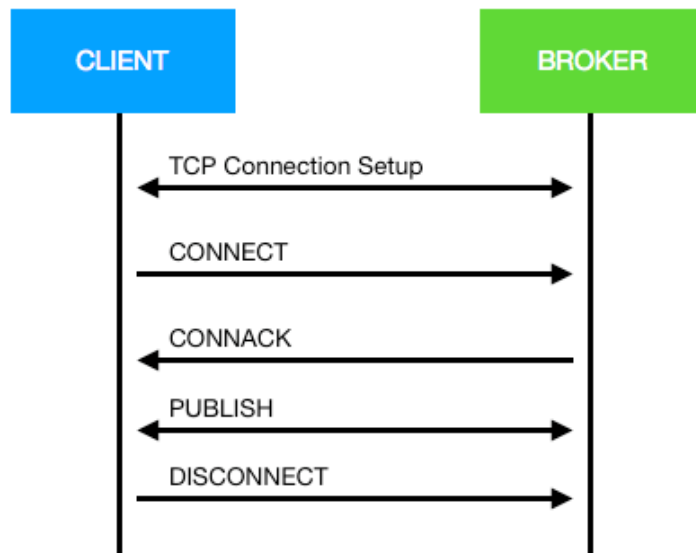 CLIENT
BROKER
TCP Connection Setup
CONNECT
CONNACK
PUBLISH
DISCONNECT